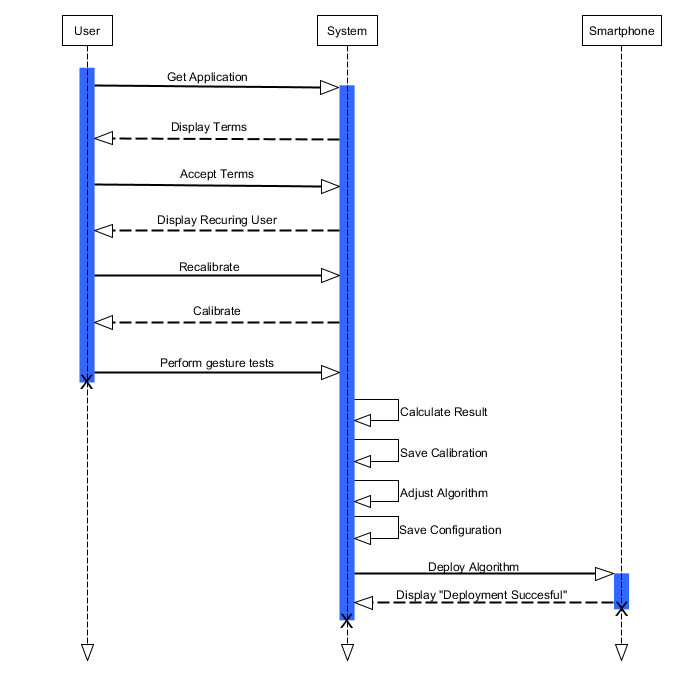 User
System
Smartphone
Get Application
Display Terms
Accept Terms
Display Recuring User
Recalibrate
Calibrate
Perform gesture tests
X
Calculate Result
Save Calibration
Adjust Algorithm
Save Configuration
Deploy Algorithm
Display "Deployment Succesful"
X
X